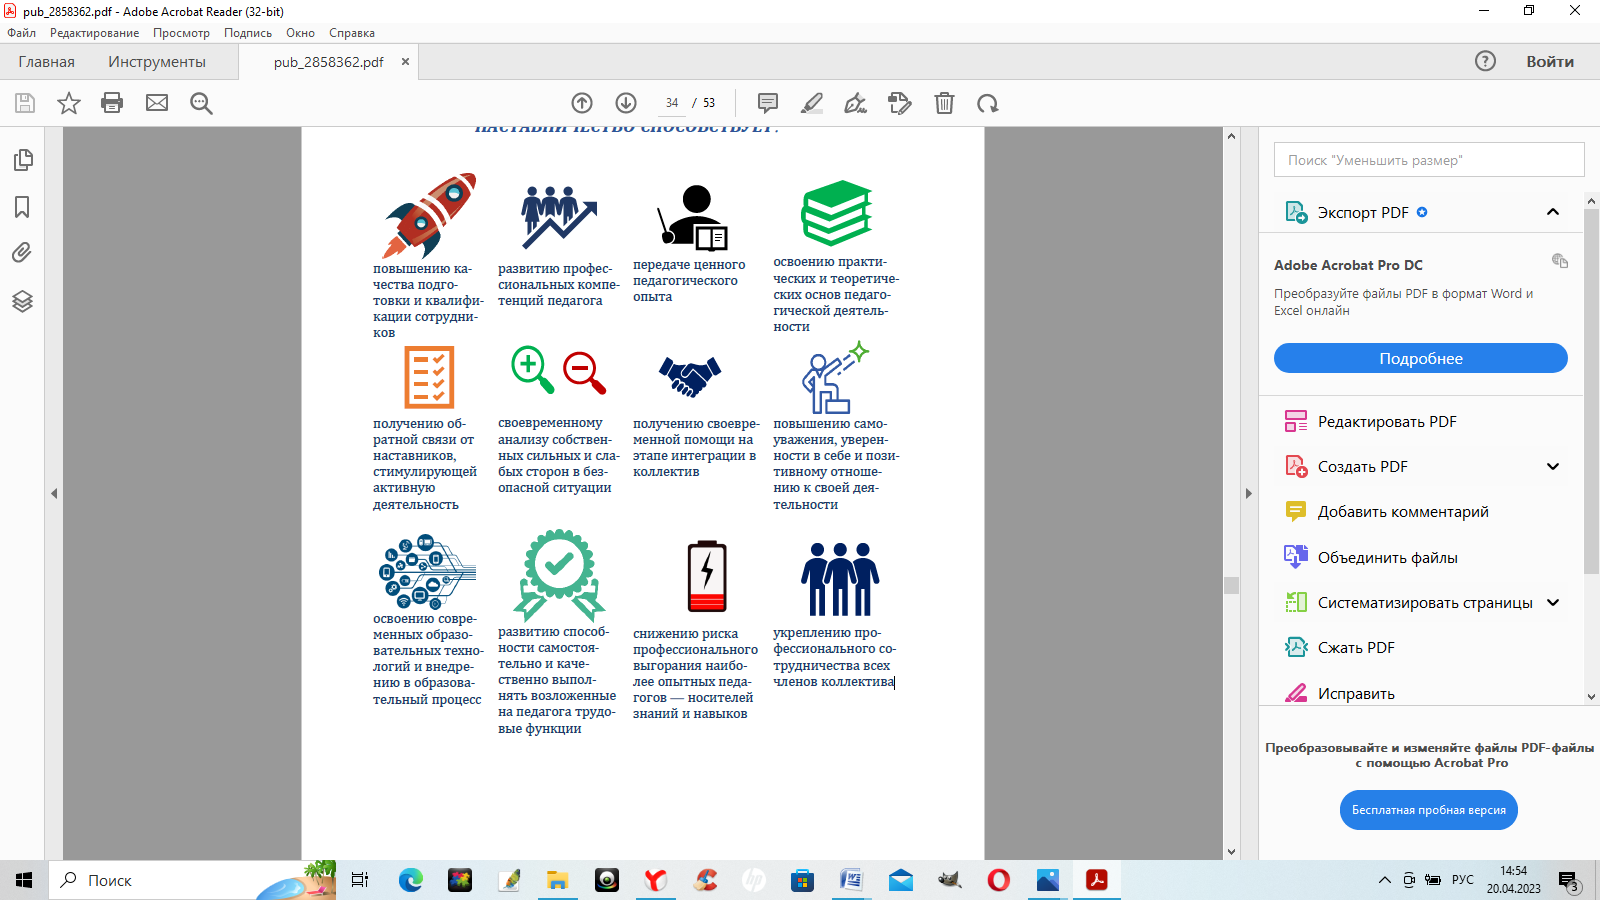 pub_2858362.pdf - Adobe Acrobat Reader (32-bit)
Файл Редактирование Просмотр Подпись Окно Справка
Главная Инструменты pub_2858362.pdf × ? Войти
34 / 53
НАСТАВНИЧЕСТВО СПОСОБСТВУЕТ:
повышению ка-
чества подго-
товки и квалифи-
кации сотрудни-
ков
развитию профес-
сиональных компе-
тенций педагога
передаче ценного
педагогического
опыта
освоению практи-
ческих и теоретиче-
ских основ педаго-
гической деятель-
ности
получению об-
ратной связи от
наставников,
стимулирующей
активную
деятельность
своевременному
анализу собствен-
ных сильных и сла-
бых сторон в без-
опасной ситуации
получению своевре-
менной помощи на
этапе интеграции в
коллектив
повышению само-
уважения, уверен-
ности в себе и пози-
тивному отноше-
нию к своей дея-
тельности
освоению совре-
менных образо-
вательных техно-
логий и внедре-
нию в образова-
тельный процесс
развитию способ-
ности самостоя-
тельно и каче-
ственно выпол-
нять возложенные
на педагога трудо-
вые функции
снижению риска
профессионального
выгорания наибо-
лее опытных педа-
гогов — носителей
знаний и навыков
укреплению про-
фессионального со-
трудничества всех
членов коллектива
Поиск "Уменьшить размер"
Экспорт PDF
Adobe Acrobat Pro DC
Преобразуйте файлы PDF в формат Word и
Excel онлайн
Подробнее
Редактировать PDF
Создать PDF
Добавить комментарий
Объединить файлы
Систематизировать страницы
Сжать PDF
Исправить
Преобразовывайте и изменяйте файлы PDF-файлы
с помощью Acrobat Pro
Бесплатная пробная версия
Поиск
РУС
14:54
20.04.2023
3